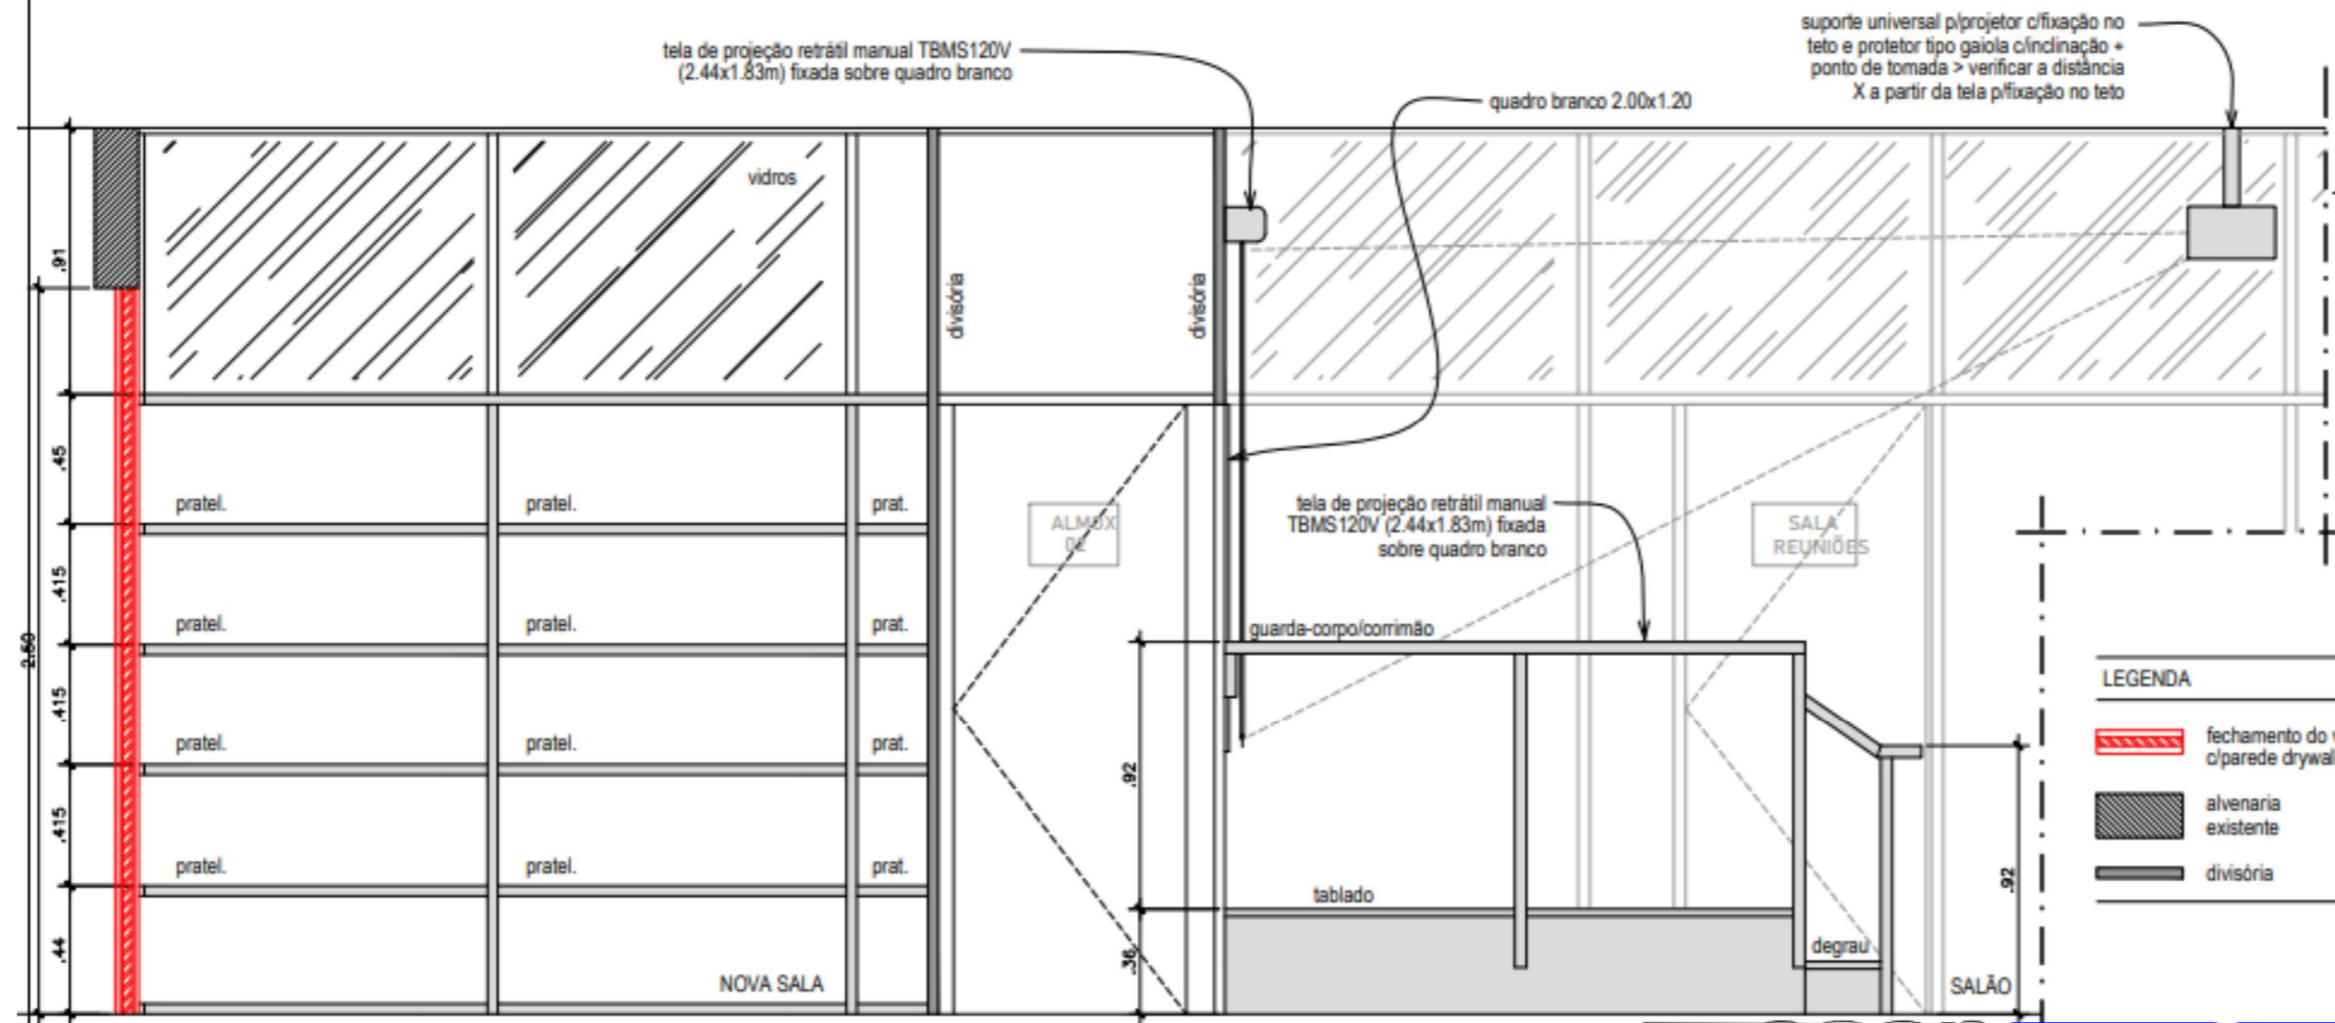 suporte universal p/projetor c/fixação no
teto e protetor tipo gaiola c/inclinação +
ponto de tomada > verificar a distância
X a partir da tela p/fixação no teto
tela de projeção retrátil manual TBMS120V
(2.44x1.83m) fixada sobre quadro branco
quadro branco 2.00x1.20
vidros
.91
divisória
divisória
.45
pratel.
pratel.
prat.
ALMOX
02
tela de projeção retrátil manual
TBMS120V (2.44x1.83m) fixada
sobre quadro branco
SALA
REUNIÕES
.415
pratel.
pratel.
prat.
guarda-corpo/corrimão
2.50
.415
pratel.
pratel.
prat.
.92
.415
pratel.
pratel.
prat.
tablado
.92
.44
.36
degrau
NOVA SALA
SALÃO
LEGENDA
fechamento do
c/parede
alvenaria
existente
divisória